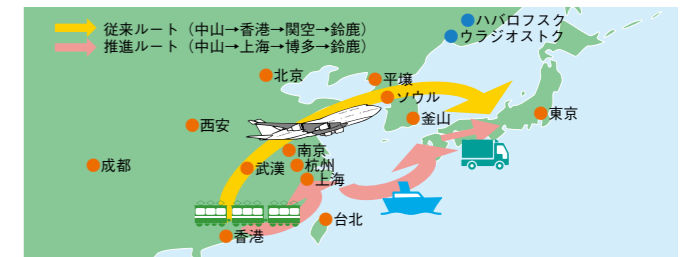 従来ルート（中山→香港→関空→鈴鹿）
推進ルート（中山→上海→博多→鈴鹿）
ハバロフスク
ウラジオストク
北京
平壌
ソウル
釜山
東京
西安
南京
杭州
上海
武漢
成都
台北
香港